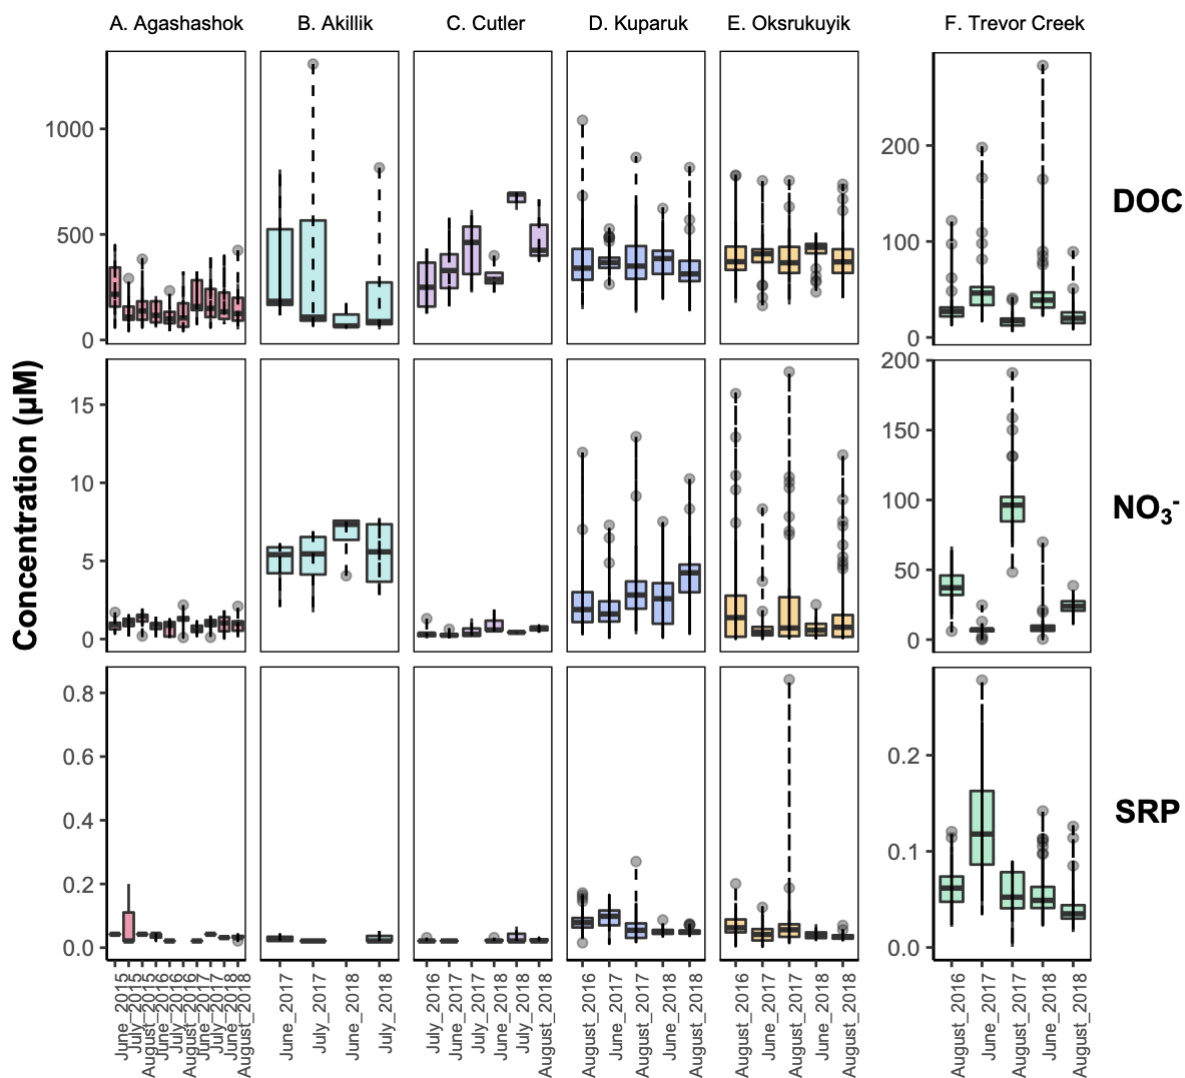 A. Agashashok
B. Akillik
C. Cutler
D. Kuparuk
E. Oksrukuyik
F. Trevor Creek
1000
500
0
200
100
0
DOC
15
10
5
0
200
150
100
50
0
NO₃⁻
0.8
0.6
0.4
0.2
0.0
0.2
0.1
0.0
SRP
Concentration (µM)
June_2015
July_2015
August_2015
June_2016
July_2016
August_2016
June_2017
July_2017
June_2018
August_2018
June_2017
July_2017
June_2018
July_2018
July_2016
June_2017
July_2017
June_2018
July_2018
August_2018
August_2016
June_2017
August_2017
June_2018
August_2018
August_2016
June_2017
August_2017
June_2018
August_2018
August_2016
June_2017
August_2017
June_2018
August_2018